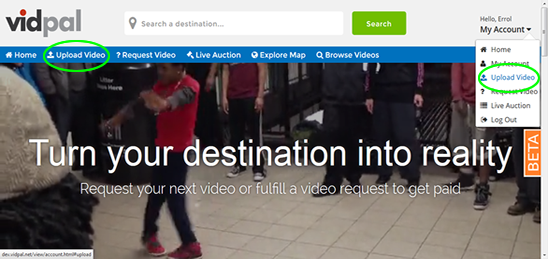 vidpal
Search a destination...
Search
Hello, Errol
My Account
Home
Upload Video
? Request Video
Live Auction
Explore Map
Browse Videos
Home
My Account
Upload Video
? Request Video
Live Auction
Log Out
BETA
Turn your destination into reality
Request your next video or fulfill a video request to get paid
dev.vidpal.net/view/account.html#upload